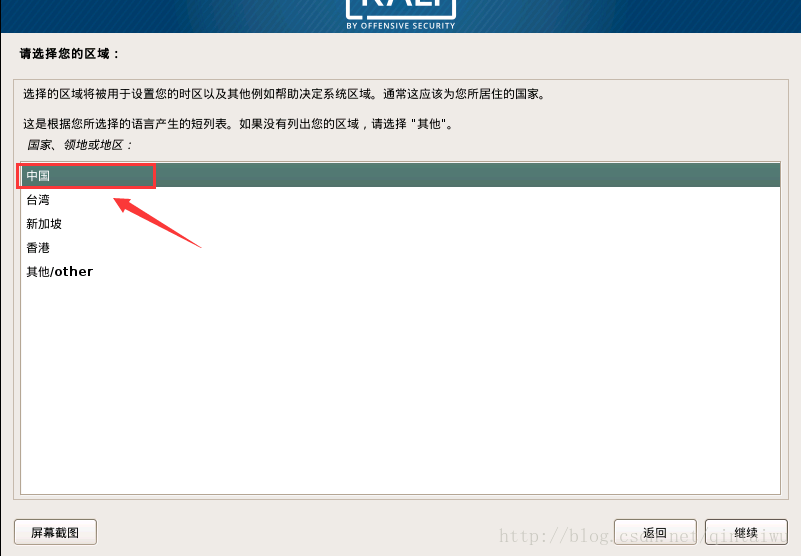 KALI
BY OFFENSIVE SECURITY
请选择您的区域：
选择的区域将被用于设置您的时区以及其他例如帮助决定系统区域。通常这应该为您所居住的国家。
这是根据您所选择的语言产生的短列表。如果没有列出您的区域，请选择 "其他"。
国家、领地或地区：
中国
台湾
新加坡
香港
其他/other
屏幕截图
返回
继续
http://blog.csdn.net/qintaiwu